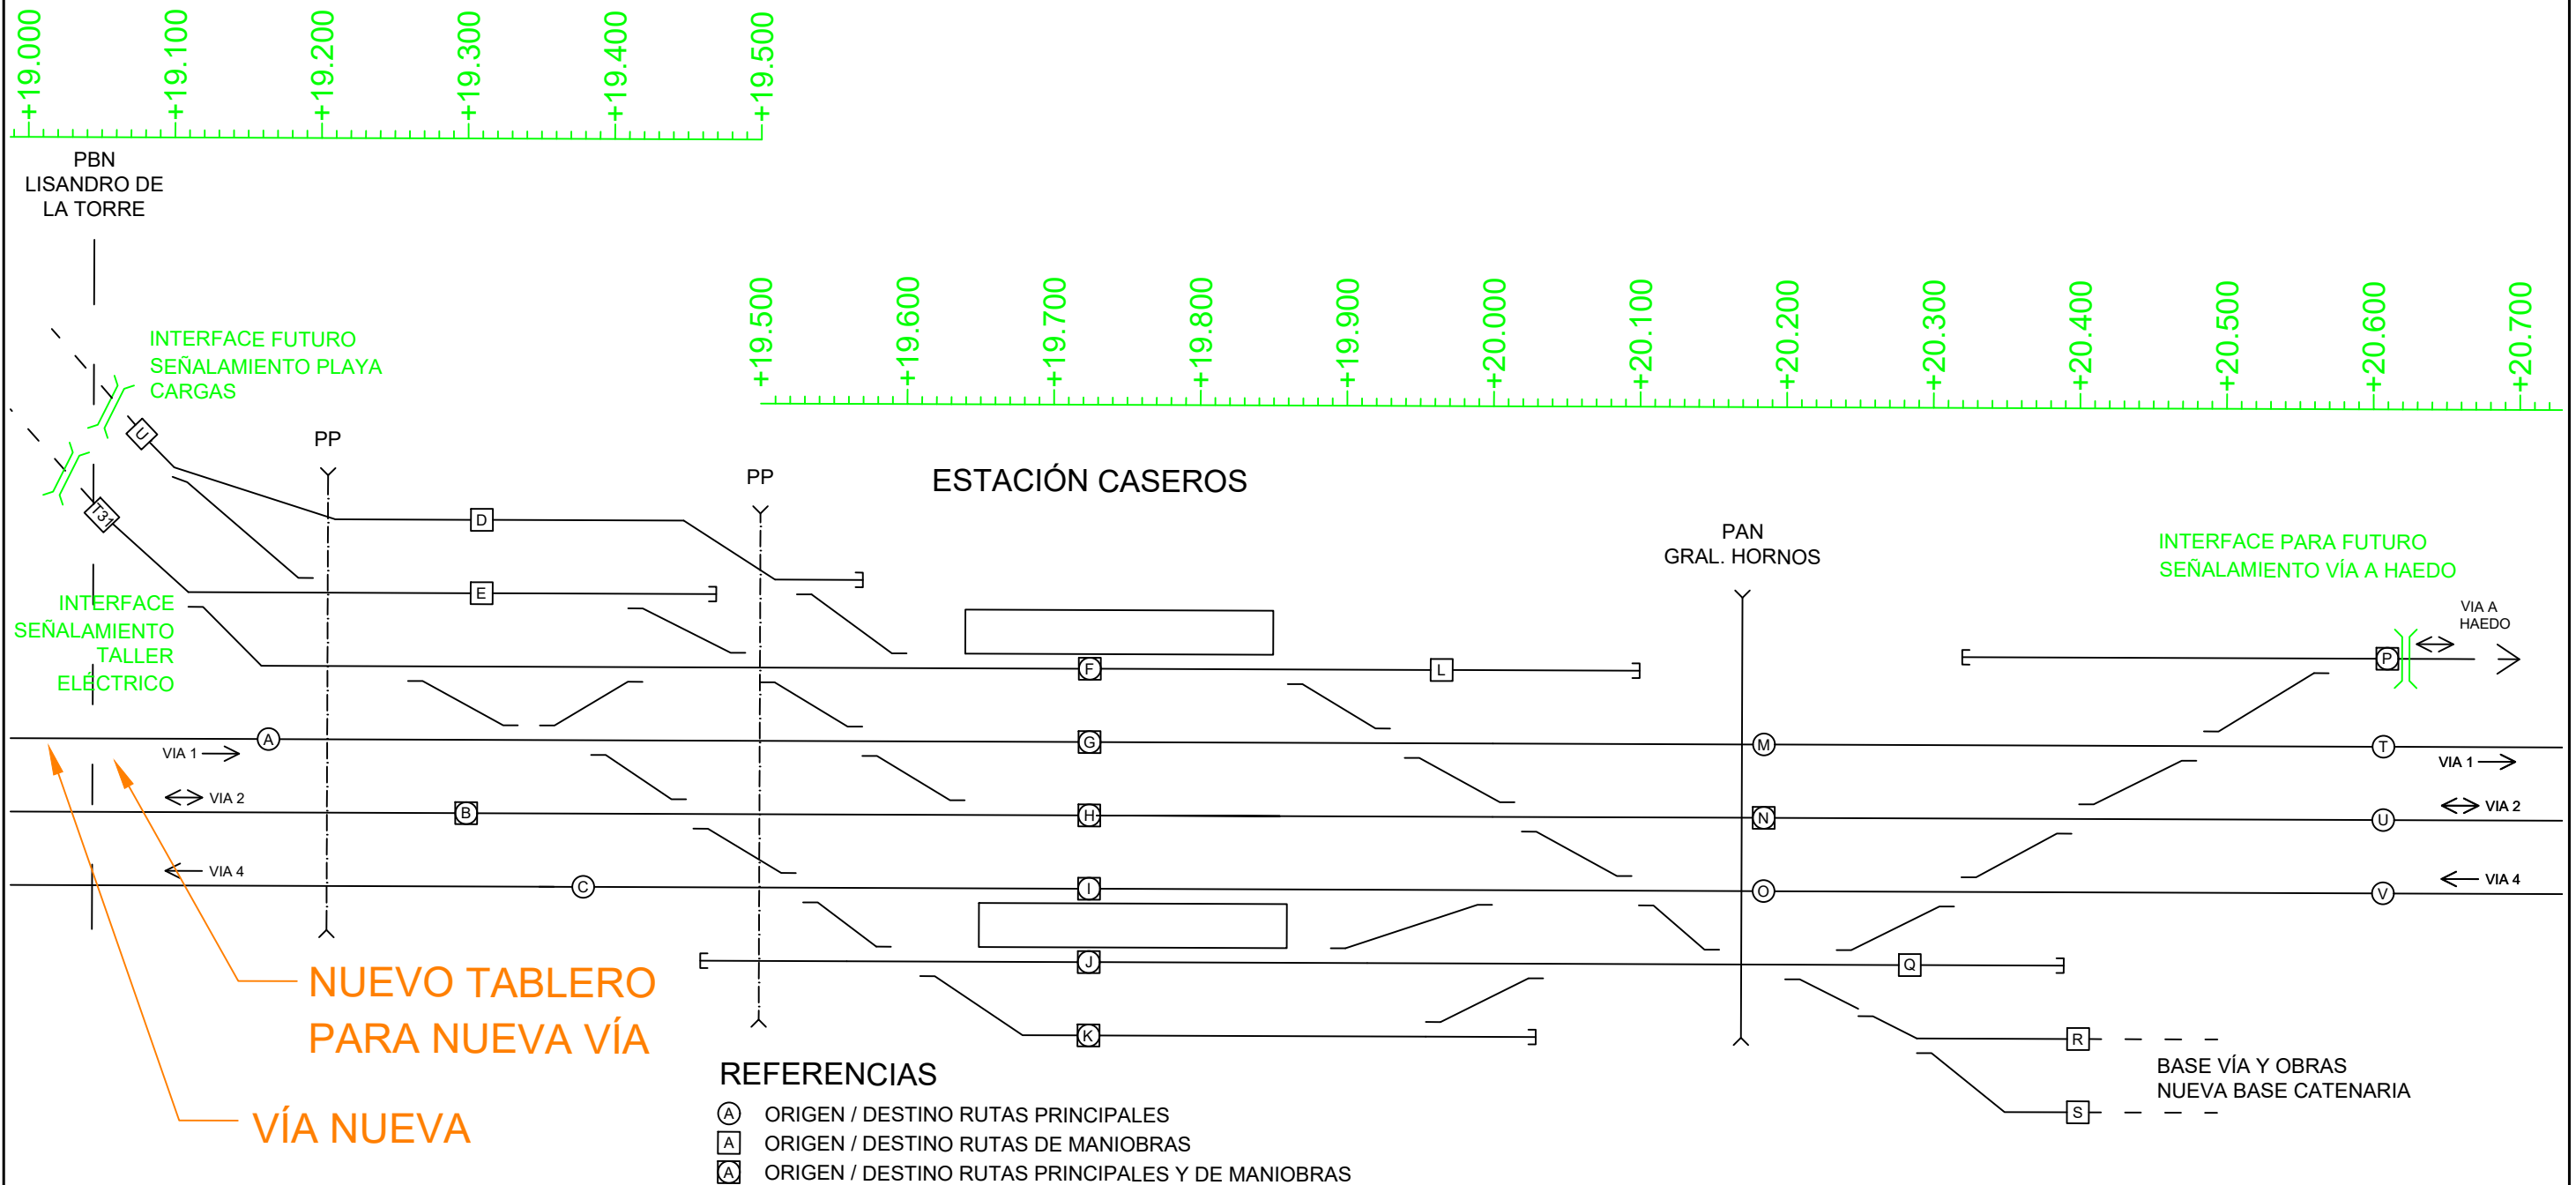 +19.000
+19.100
+19.200
+19.300
+19.400
+19.500
PBN
LISANDRO DE
LA TORRE
+19.500
+19.600
+19.700
+19.800
+19.900
+20.000
+20.100
+20.200
+20.300
+20.400
+20.500
+20.600
+20.700
INTERFACE FUTURO
SEÑALAMIENTO PLAYA
CARGAS
U
T31
PP
PP
ESTACIÓN CASEROS
D
PAN
GRAL. HORNOS
INTERFACE PARA FUTURO
SEÑALAMIENTO VÍA A HAEDO
E
INTERFACE
SEÑALAMIENTO
TALLER
ELÉCTRICO
VIA A
HAEDO
F
L
P
A
G
M
T
VIA 1
VIA 1
VIA 2
B
H
N
U
VIA 2
VIA 4
C
I
O
V
VIA 4
J
Q
K
R
S
BASE VÍA Y OBRAS
NUEVA BASE CATENARIA
NUEVO TABLERO
PARA NUEVA VÍA
VÍA NUEVA
REFERENCIAS
A ORIGEN / DESTINO RUTAS PRINCIPALES
A ORIGEN / DESTINO RUTAS DE MANIOBRAS
A ORIGEN / DESTINO RUTAS PRINCIPALES Y DE MANIOBRAS